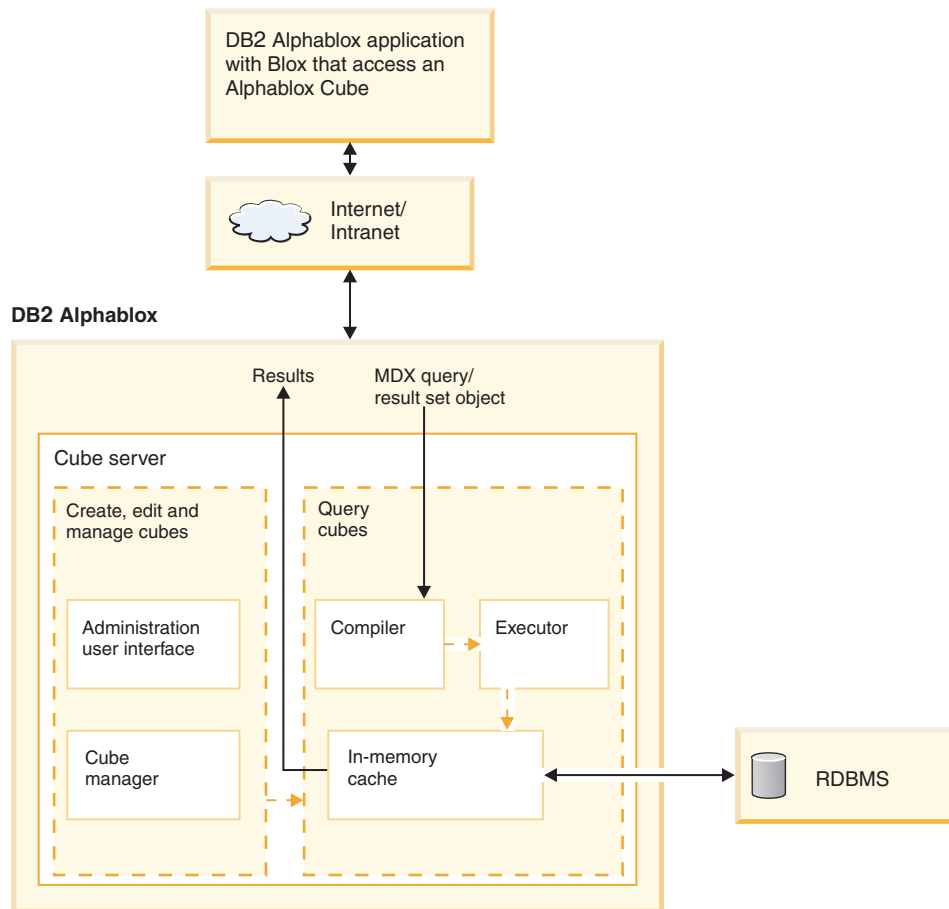 DB2 Alphablox application
with Blox that access an
Alphablox Cube
Internet/
Intranet
DB2 Alphablox
Results
MDX query/
result set object
Cube server
Create, edit and
manage cubes
Query
cubes
Administration
user interface
Compiler
Executor
Cube
manager
In-memory
cache
RDBMS